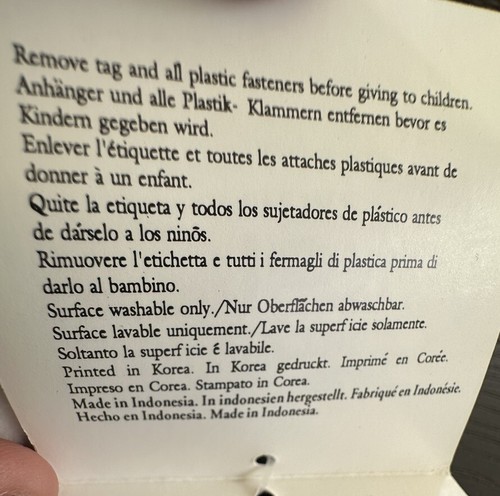 Remove tag and all plastic fasteners before giving to children.
Anhänger und alle Plastik- Klammern entfernen bevor es
Kindern gegeben wird.
Enlever l'étiquette et toutes les attaches plastiques avant de
donner à un enfant.
Quite la etiqueta y todos los sujetadores de plástico antes
de dárselo a los ninõs.
Rimuovere l'etichetta e tutti i fermagli di plastica prima di
darlo al bambino.
Surface washable only./Nur Oberflächen abwaschbar.
Surface lavable uniquement./Lave la superficie solamente.
Soltanto la superficie é lavabile.
Printed in Korea. In Korea gedruckt. Imprimé en Corée.
Impreso en Corea. Stampato in Corea.
Made in Indonesia. In indonesien hergestellt. Fabriqué en Indonésie.
Hecho en Indonesia. Made in Indonesia.